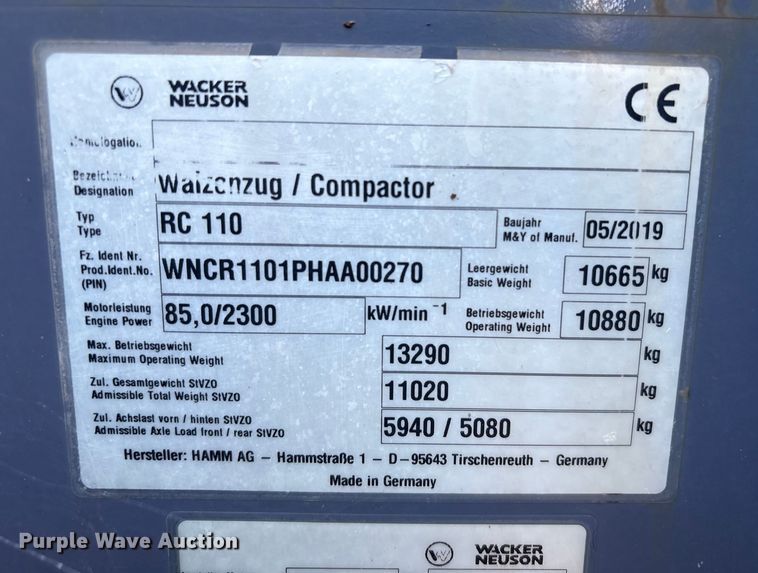 WACKER
NEUSON
CE
Homologation
Bezeichnung
Designation
Walzenzug / Compactor
Typ
Type
RC 110
Baujahr
M&Y of Manuf.
05/2019
Fz. Ident Nr.
Prod.Ident.No.
(PIN)
WNCR1101PHAA00270
Leergewicht
Basic Weight
10665 kg
Motorleistung
Engine Power
85,0/2300
kW/min⁻¹
Betriebsgewicht
Operating Weight
10880 kg
Max. Betriebsgewicht
Maximum Operating Weight
13290 kg
Zul. Gesamtgewicht StVZO
Admissible Total Weight StVZO
11020 kg
Zul. Achslast vorn / hinten StVZO
Admissible Axle Load front / rear StVZO
5940 / 5080 kg
Hersteller: HAMM AG – Hammstraße 1 – D–95643 Tirschenreuth – Germany
Made in Germany
Purple Wave Auction
WACKER
NEUSON